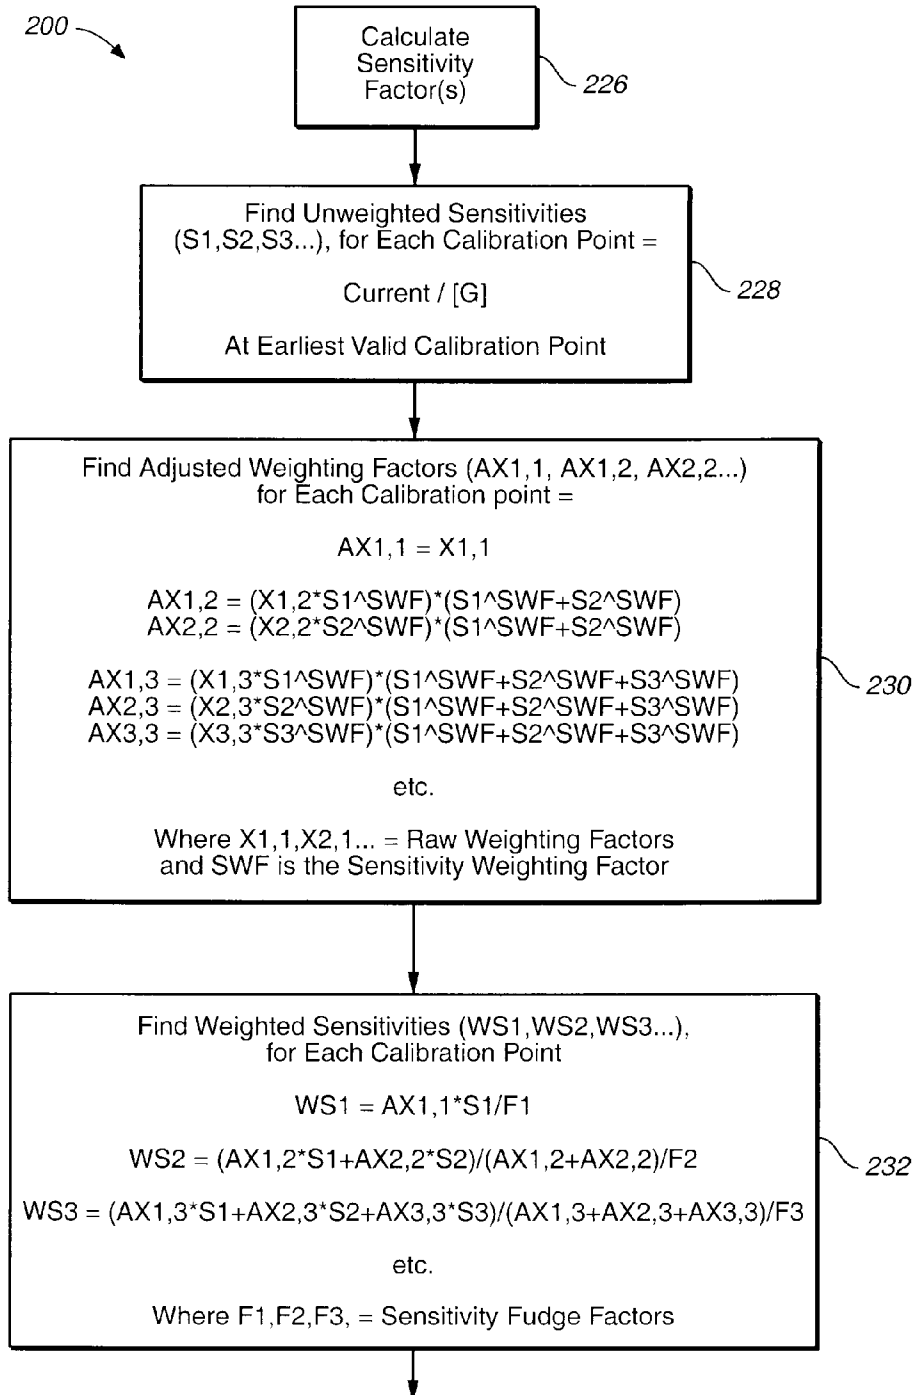 200
Calculate
Sensitivity
Factor(s)
226
Find Unweighted Sensitivities
(S1,S2,S3...), for Each Calibration Point =
Current / [G]
At Earliest Valid Calibration Point
228
Find Adjusted Weighting Factors (AX1,1, AX1,2, AX2,2...)
for Each Calibration point =
AX1,1 = X1,1
AX1,2 = (X1,2*S1^SWF)*(S1^SWF+S2^SWF)
AX2,2 = (X2,2*S2^SWF)*(S1^SWF+S2^SWF)
AX1,3 = (X1,3*S1^SWF)*(S1^SWF+S2^SWF+S3^SWF)
AX2,3 = (X2,3*S2^SWF)*(S1^SWF+S2^SWF+S3^SWF)
AX3,3 = (X3,3*S3^SWF)*(S1^SWF+S2^SWF+S3^SWF)
etc.
Where X1,1,X2,1... = Raw Weighting Factors
and SWF is the Sensitivity Weighting Factor
230
Find Weighted Sensitivities (WS1,WS2,WS3...),
for Each Calibration Point
WS1 = AX1,1*S1/F1
WS2 = (AX1,2*S1+AX2,2*S2)/(AX1,2+AX2,2)/F2
WS3 = (AX1,3*S1+AX2,3*S2+AX3,3*S3)/(AX1,3+AX2,3+AX3,3)/F3
etc.
Where F1,F2,F3, = Sensitivity Fudge Factors
232